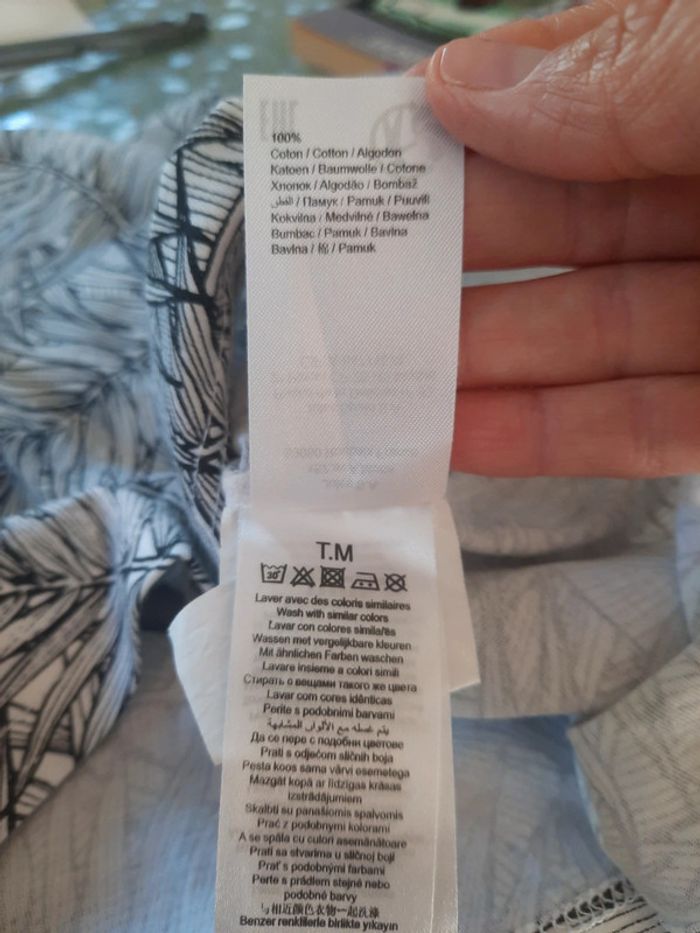 100%
Coton / Cotton / Algodon
Katoen / Baumwolle / Cotone
Хлопок / Algodão / Bombaž
القطن / Памук / Pamuk / Puuvill
Kokvilna / Medvilnė / Bawełna
Bumbac / Pamuk / Bavlna
Bavlna / 棉 / Pamuk
T.M
30°
Laver avec des coloris similaires
Wash with similar colors
Lavar con colores similares
Wassen met vergelijkbare kleuren
Mit ähnlichen Farben waschen
Lavare insieme a colori simili
Стирать с вещами такого же цвета
Lavar com cores idênticas
Perite s podobnimi barvami
يتم غسله مع الألوان المشابهة
Да се пере с подобни цветове
Prati s odjećom sličnih boja
Pesta koos sama värvi esemetega
Mazgāt kopā ar līdzīgas krāsas
izstrādājumiem
Skalbti su panašiomis spalvomis
Prać z podobnymi kolorami
A se spăla cu culori asemănătoare
Prati sa stvarima u sličnoj boji
Prať s podobnými farbami
Perte s prádlem stejné nebo
podobné barvy
与相近颜色衣物一起洗涤
Benzer renklilerle birlikte yıkayın